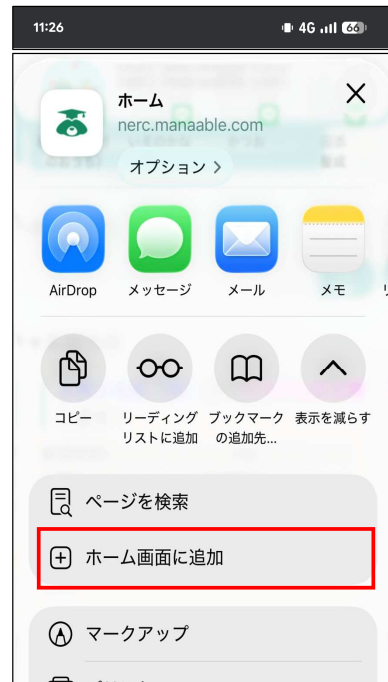 11:26
4G 66
ホーム
nerc.manaable.com
オプション
AirDrop
メッセージ
メール
メモ
コピー
リーディング
リストに追加
ブックマーク
の追加先...
表示を減らす
ページを検索
ホーム画面に追加
マークアップ